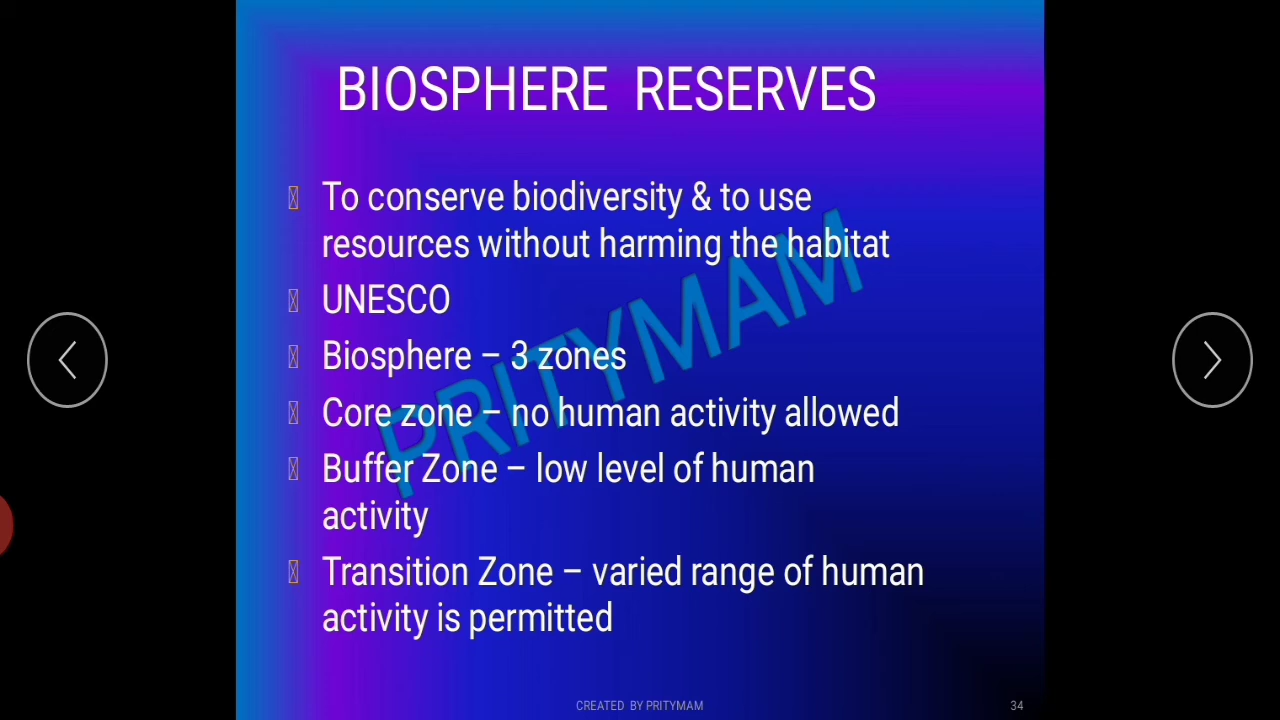 BIOSPHERE RESERVES
To conserve biodiversity & to use
resources without harming the habitat
UNESCO
Biosphere – 3 zones
Core zone – no human activity allowed
Buffer Zone – low level of human
activity
Transition Zone – varied range of human
activity is permitted
PRITYMAM
CREATED BY PRITYMAM
34